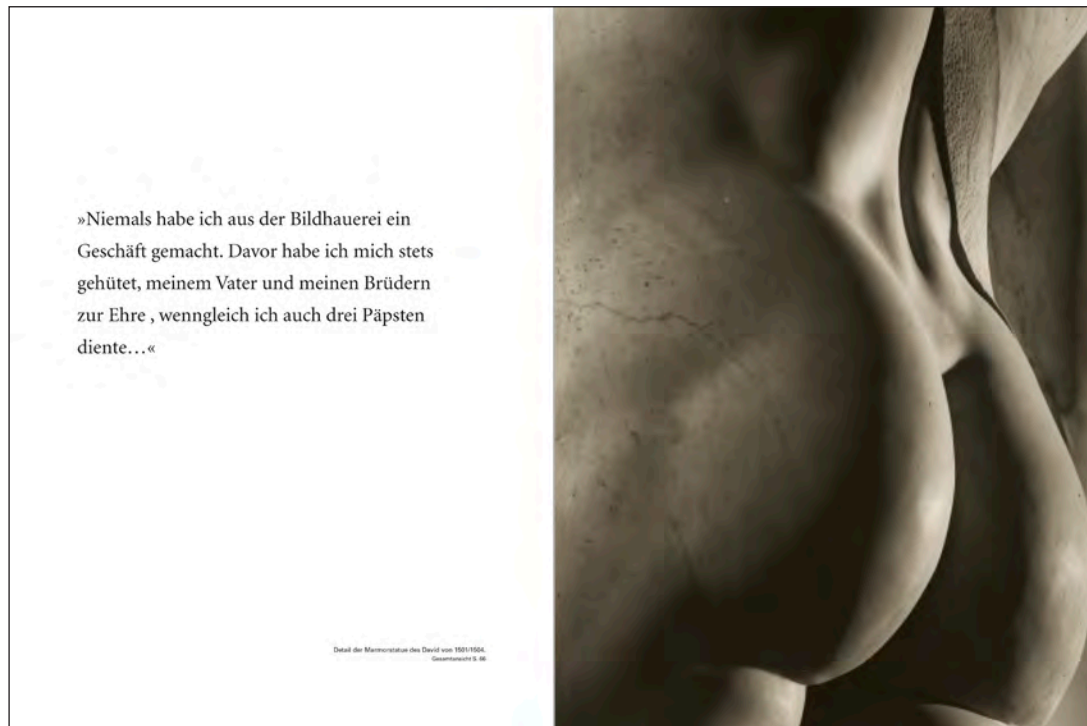 »Niemals habe ich aus der Bildhauerei ein
Geschäft gemacht. Davor habe ich mich stets
gehütet, meinem Vater und meinen Brüdern
zur Ehre , wenngleich ich auch drei Päpsten
diente…«
Detail der Marmorstatue des David von 1501/1504.
Gesamtansicht S. 66